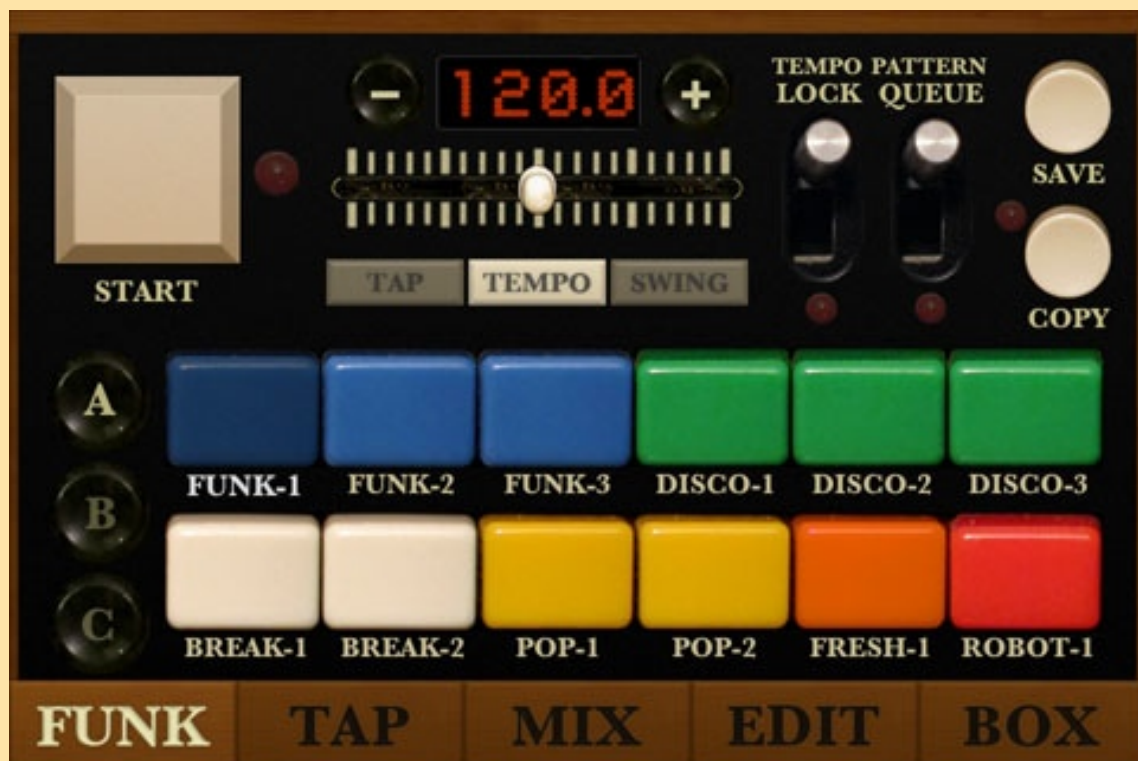 − 120.0 +
TEMPO PATTERN
LOCK QUEUE
SAVE
START
TAP TEMPO SWING
COPY
A
FUNK-1 FUNK-2 FUNK-3 DISCO-1 DISCO-2 DISCO-3
B
C
BREAK-1 BREAK-2 POP-1 POP-2 FRESH-1 ROBOT-1
FUNK TAP MIX EDIT BOX